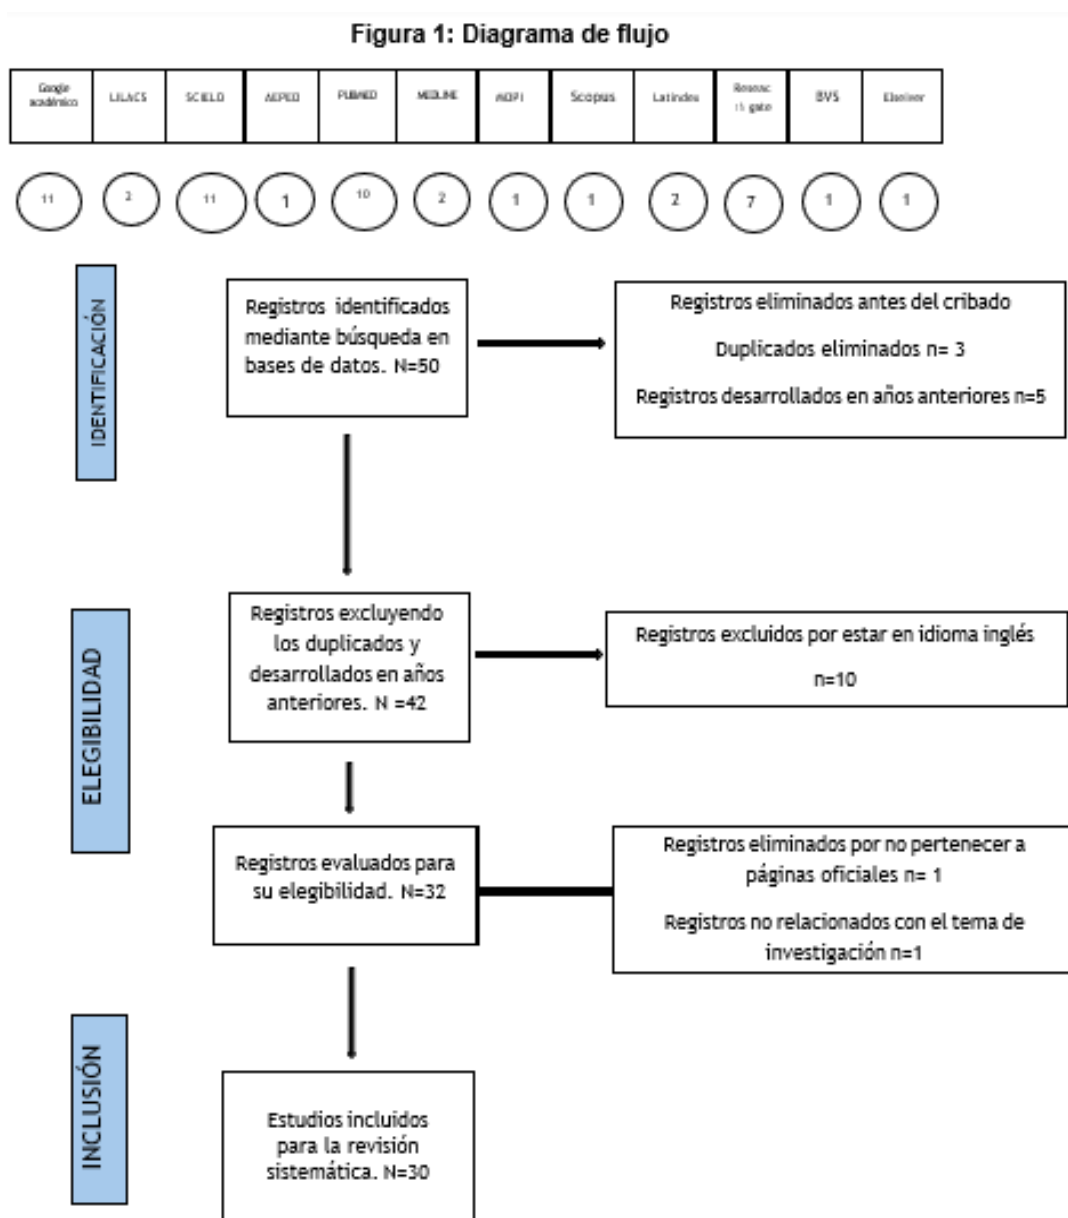 Figura 1: Diagrama de flujo
Google académico LILACS SCIELO AEPED PUBMED MEDLINE MDPI Scopus Latindex gate BVS
11 2 11 1 10 2 1 1 2 7 1 1
IDENTIFICACIÓN
Registros identificados
mediante búsqueda en
bases de datos. N=50
Registros eliminados antes del cribado
Duplicados eliminados n= 3
Registros desarrollados en años anteriores n=5
ELEGIBILIDAD
Registros excluyendo
los duplicados y
desarrollados en años
anteriores. N =42
Registros excluidos por estar en idioma inglés
n=10
Registros evaluados para
su elegibilidad. N=32
Registros eliminados por no pertenecer a
páginas oficiales n= 1
Registros no relacionados con el tema de
investigación n=1
INCLUSIÓN
Estudios incluidos
para la revisión
sistemática. N=30